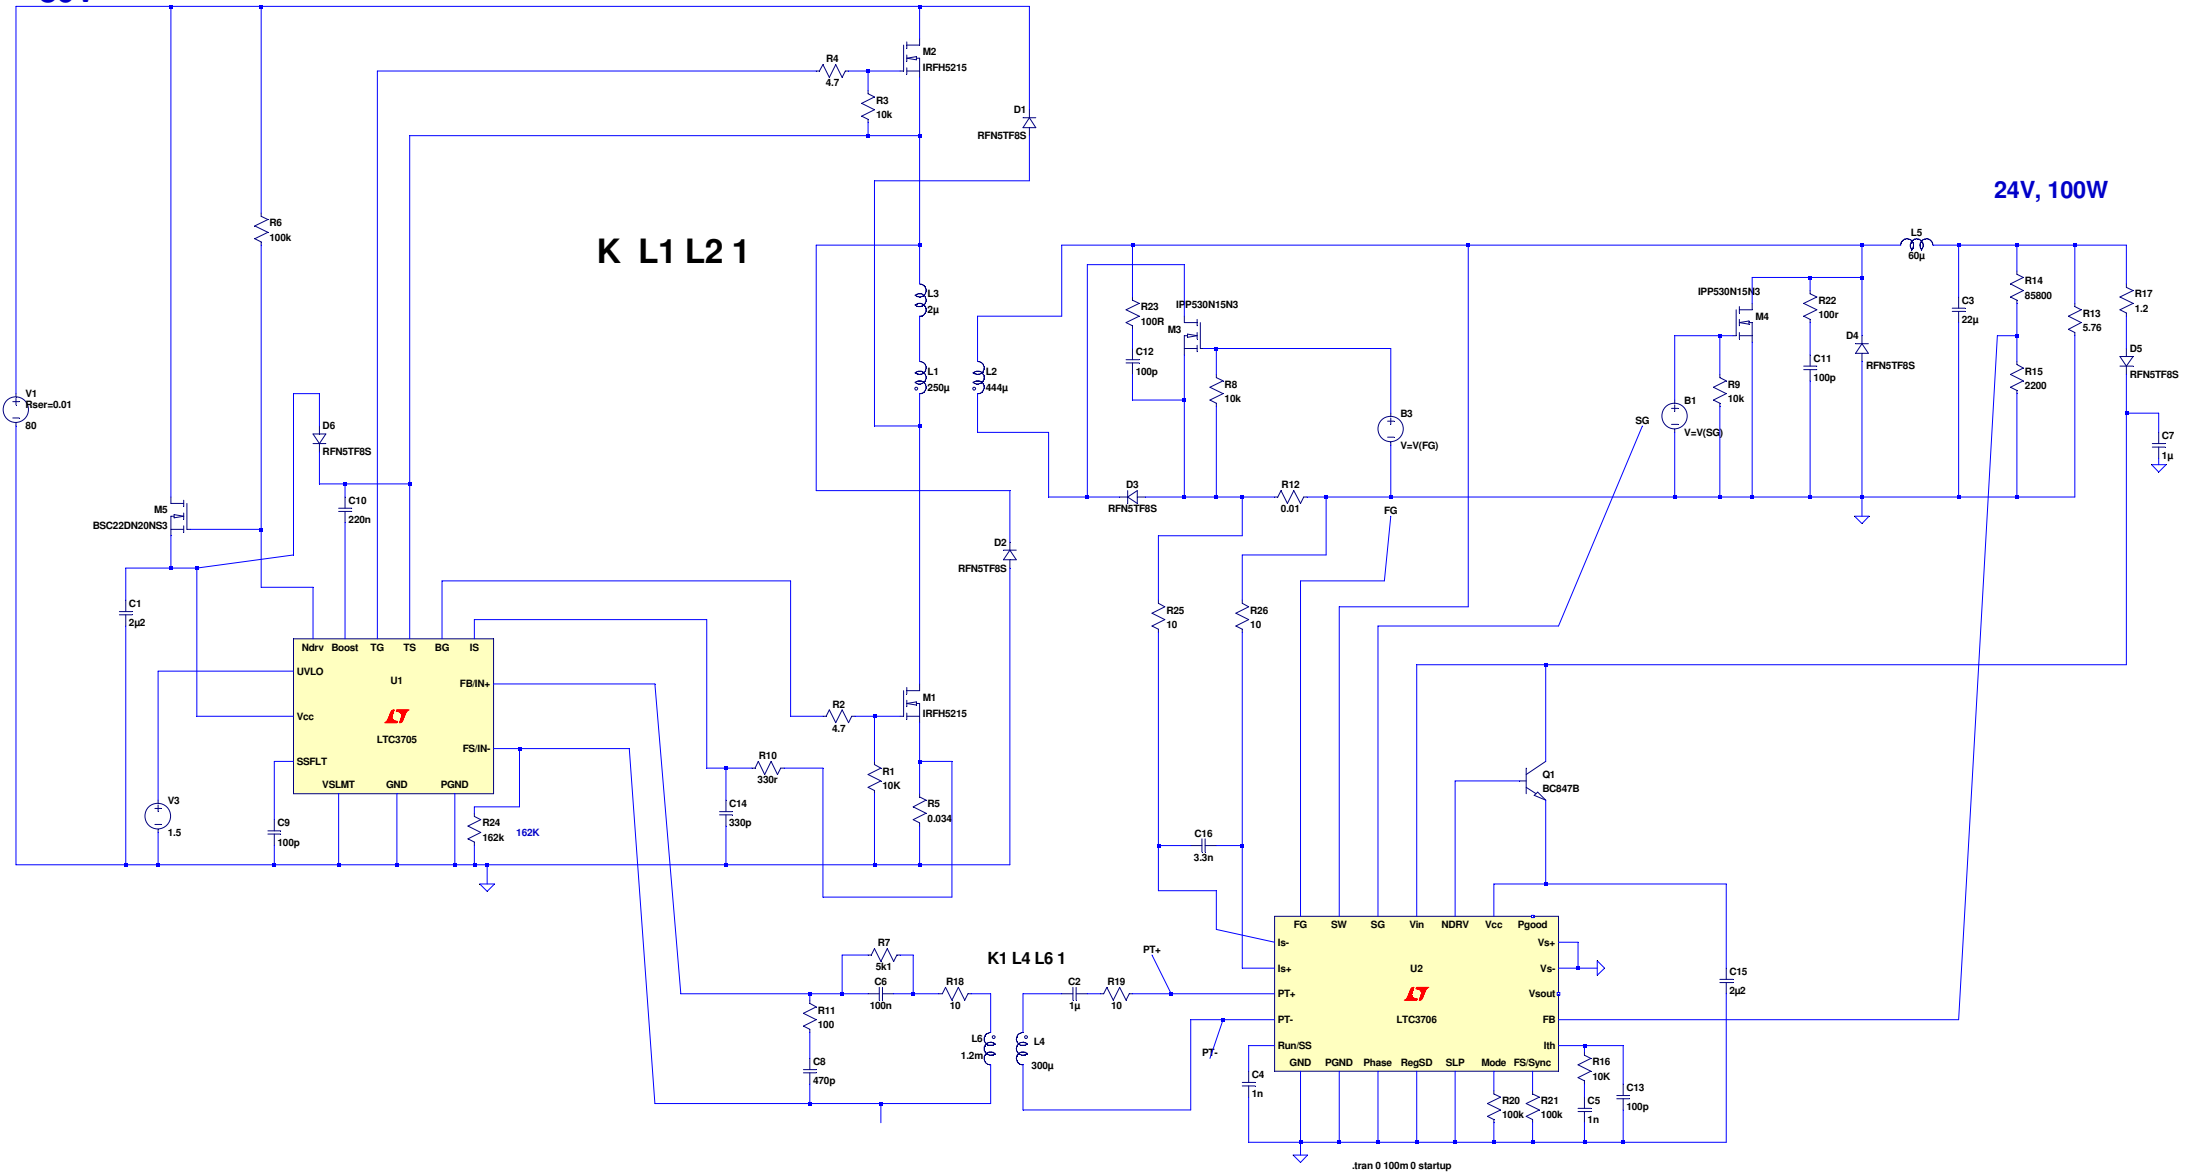 M2
IRFH5215
R4
4.7
R3
10k
D1
RFN5TF8S
24V, 100W
R6
100k
K L1 L2 1
L5
60µ
L3
2µ
R23
100R
IPP530N15N3
M3
IPP530N15N3
M4
R22
100r
C3
22µ
R14
85800
R17
1.2
R13
5.76
D4
RFN5TF8S
D5
RFN5TF8S
C12
100p
C11
100p
L1
250µ
L2
444µ
R8
10k
R9
10k
R15
2200
V1
Rser=0.01
80
B3
V=V(FG)
SG
B1
V=V(SG)
C7
1µ
D6
RFN5TF8S
C10
220n
M5
BSC22DN20NS3
D3
RFN5TF8S
R12
0.01
FG
D2
RFN5TF8S
C1
2µ2
R25
10
R26
10
Ndrv Boost TG TS BG IS
UVLO
U1
FB/IN+
Vcc
LTC3705
FS/IN-
SSFLT
VSLMT GND PGND
M1
IRFH5215
R2
4.7
R10
330r
R1
10K
R5
0.034
C14
330p
V3
1.5
C9
100p
R24
162k
162K
Q1
BC847B
C16
3.3n
R7
5k1
K1 L4 L6 1
PT+
C6
100n
R18
10
C2
1µ
R19
10
FG SW SG Vin NDRV Vcc Pgood
Is-
Vs+
Is+
U2
Vs-
PT+
Vsout
PT-
LTC3706
FB
Run/SS
Ith
GND PGND Phase RegSD SLP Mode FS/Sync
C15
2µ2
R11
100
L6
1.2m
L4
300µ
PT-
C8
470p
C4
1n
R16
10K
C13
100p
R20
100k
R21
100k
C5
1n
.tran 0 100m 0 startup